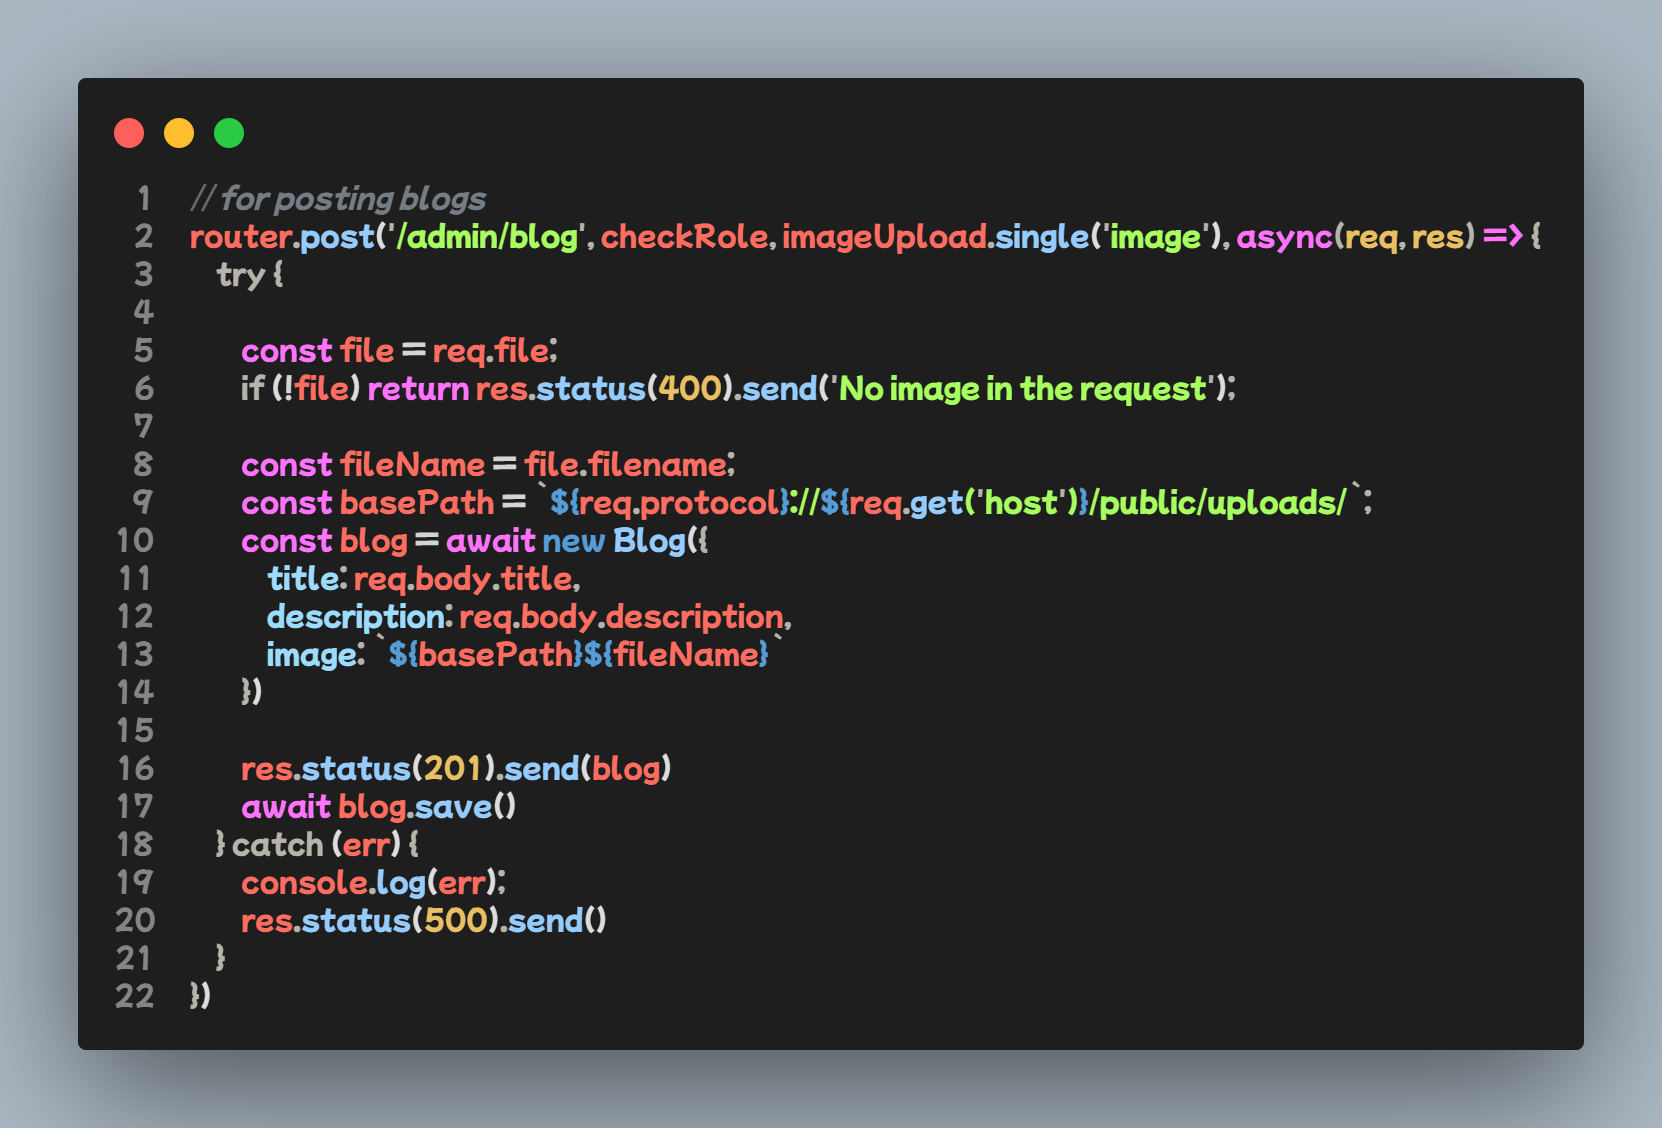 1 // for posting blogs
2 router.post('/admin/blog', checkRole, imageUpload.single('image'), async(req, res) => {
3 try {
4
5 const file = req.file;
6 if (!file) return res.status(400).send('No image in the request');
7
8 const fileName = file.filename;
9 const basePath = `${req.protocol}://${req.get('host')}/public/uploads/`;
10 const blog = await new Blog({
11 title: req.body.title,
12 description: req.body.description,
13 image: `${basePath}${fileName}`
14 })
15
16 res.status(201).send(blog)
17 await blog.save()
18 } catch (err) {
19 console.log(err);
20 res.status(500).send()
21 }
22 })